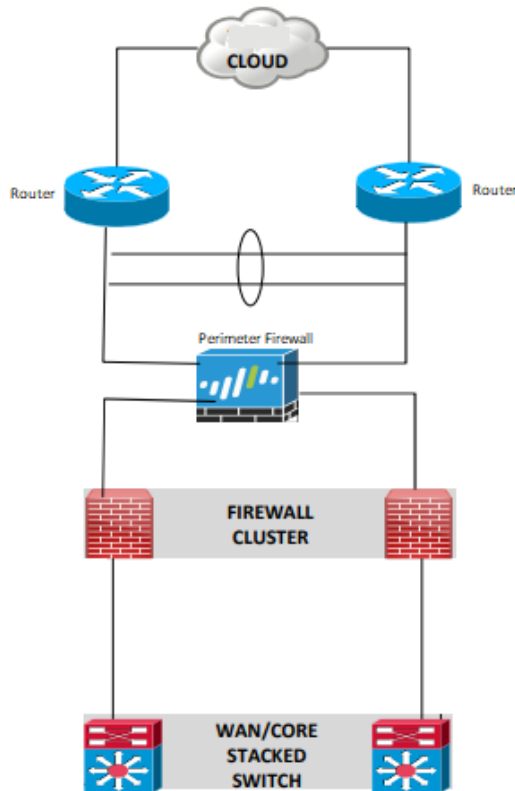 CLOUD
Router
Router
Perimeter Firewall
FIREWALL
CLUSTER
WAN/CORE
STACKED
SWITCH